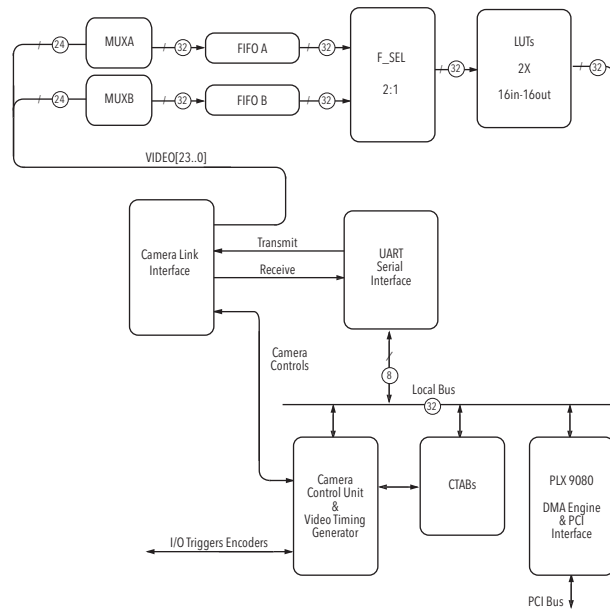 24
MUXA
32
FIFO A
32
F_SEL
2:1
32
LUTs
2X
16in-16out
32
24
MUXB
32
FIFO B
32
VIDEO[23..0]
Camera Link
Interface
Transmit
Receive
UART
Serial
Interface
Camera
Controls
8
Local Bus
32
Camera
Control Unit
&
Video Timing
Generator
CTABs
PLX 9080
DMA Engine
& PCI
Interface
I/O Triggers Encoders
PCI Bus